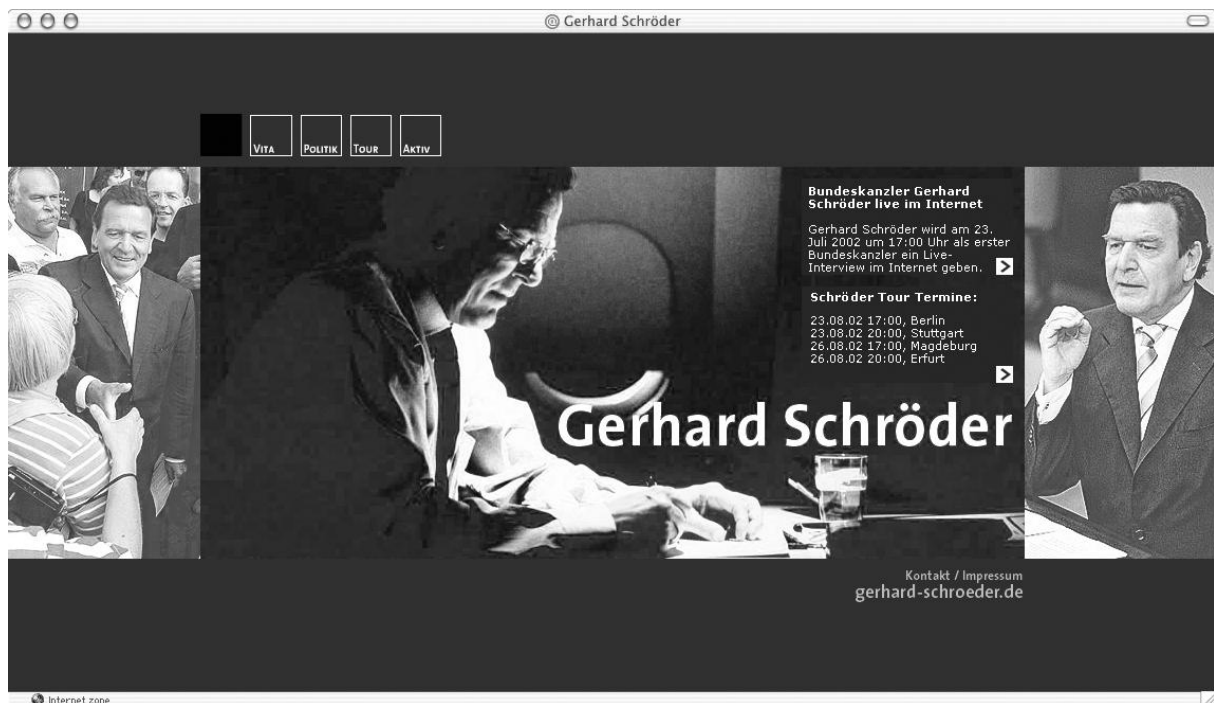 @ Gerhard Schröder
VITA
POLITIK
TOUR
AKTIV
Bundeskanzler Gerhard
Schröder live im Internet
Gerhard Schröder wird am 23.
Juli 2002 um 17:00 Uhr als erster
Bundeskanzler ein Live-
Interview im Internet geben.
Schröder Tour Termine:
23.08.02 17:00, Berlin
23.08.02 20:00, Stuttgart
26.08.02 17:00, Magdeburg
26.08.02 20:00, Erfurt
Gerhard Schröder
Kontakt / Impressum
gerhard-schroeder.de
Internet zone